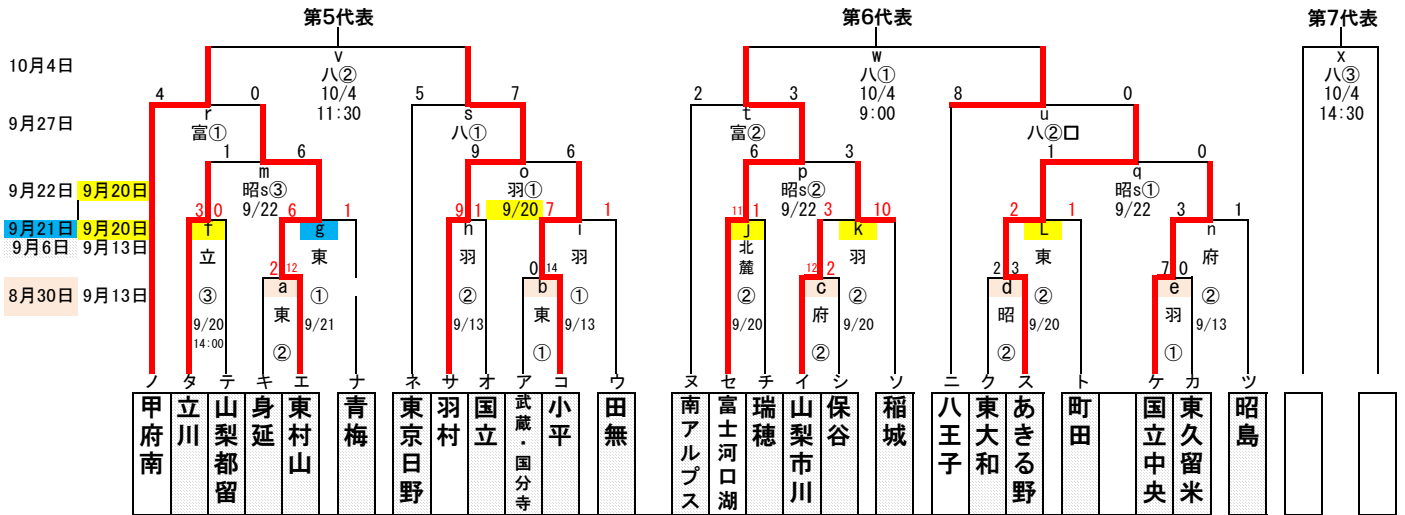 第5代表 第6代表 第7代表
10月4日 v w x
八② 八① 八③
10/4 10/4 10/4
11:30 9:00 14:30
4 0 5 7 2 3 8 0
9月27日 r s t u
富① 八① 富② 八②ロ
1 6 9 6 6 3 1 0
m o p q
9月22日 9月20日 昭s③ 羽① 昭s② 昭s①
9/22 9/20 9/22 9/22
3 0 6 1 9 1 7 1 11 1 3 10 2 1 3 1
9月21日 9月20日 f g h i j k L n
9月6日 9月13日 立 東 羽 羽 北麓 羽 東 府
2 12 0 14 12 2 2 3 7 0
8月30日 9月13日 a b c d e
③ ① ② ① ② ② ② ②
東 東 府 昭 羽
9/20 9/21 9/13 9/13 9/20 9/20 9/20 9/13
14:00
② ① ② ② ①
ノ タ テ キ エ ナ ネ サ オ ア コ ウ ヌ セ チ イ シ ソ ニ ク ス ト ケ カ ツ
甲府南
立川
山梨都留
身延
東村山
青梅
東京日野
羽村
国立
武蔵・国分寺
小平
田無
南アルプス
富士河口湖
瑞穂
山梨市川
保谷
稲城
八王子
東大和
あきる野
町田
国立中央
東久留米
昭島